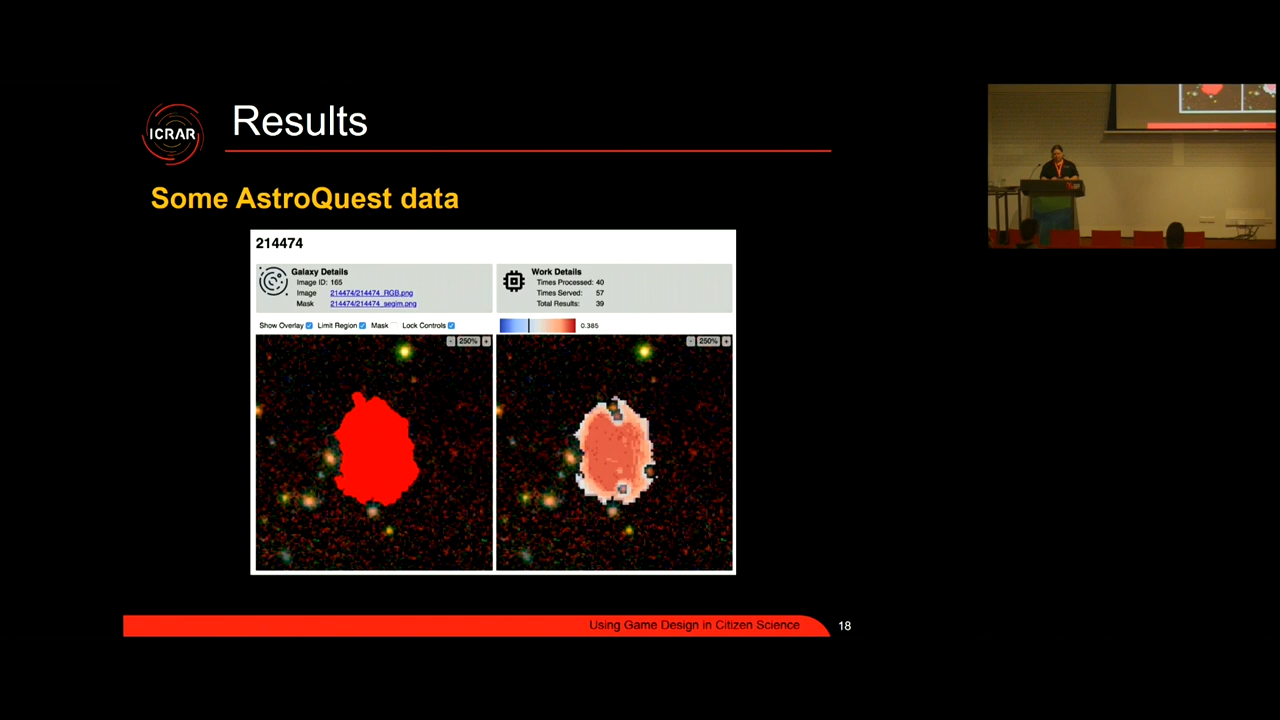 ICRAR
Results
Some AstroQuest data
214474
Galaxy Details
Image ID: 165
Image 214474/214474_RGB.png
Mask 214474/214474_segim.png
Work Details
Times Processed: 40
Times Served: 57
Total Results: 39
Show Overlay Limit Region Mask Lock Controls
0.385
- 250% +
- 250% +
Using Game Design in Citizen Science
18